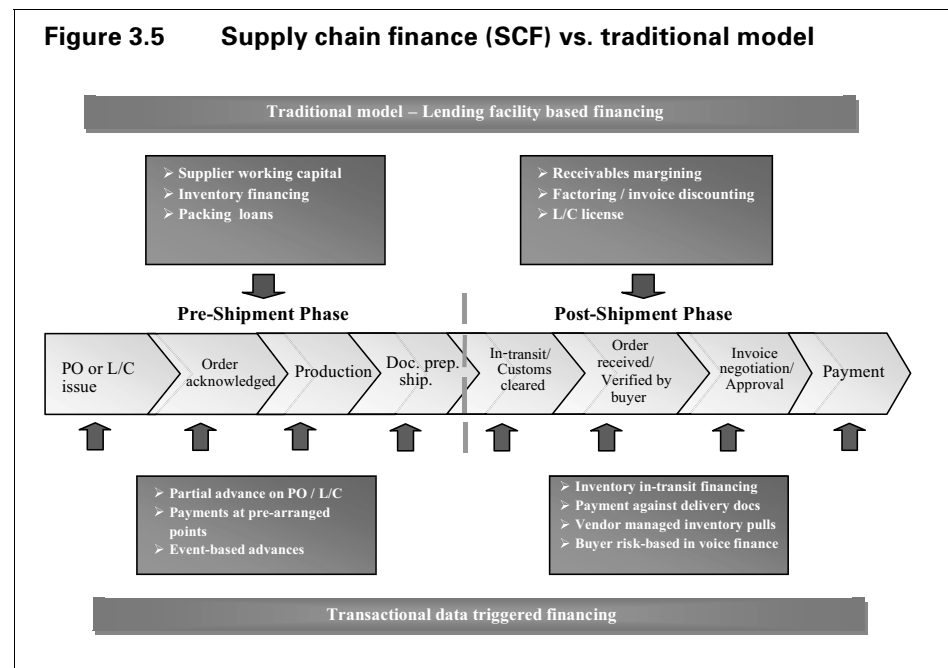 Figure 3.5 Supply chain finance (SCF) vs. traditional model
Traditional model – Lending facility based financing
➢ Supplier working capital
➢ Inventory financing
➢ Packing loans
➢ Receivables margining
➢ Factoring / invoice discounting
➢ L/C license
Pre-Shipment Phase
Post-Shipment Phase
PO or L/C
issue
Order
acknowledged
Production
Doc. prep.
ship.
In-transit/
Customs
cleared
Order
received/
Verified by
buyer
Invoice
negotiation/
Approval
Payment
➢ Partial advance on PO / L/C
➢ Payments at pre-arranged
points
➢ Event-based advances
➢ Inventory in-transit financing
➢ Payment against delivery docs
➢ Vendor managed inventory pulls
➢ Buyer risk-based in voice finance
Transactional data triggered financing